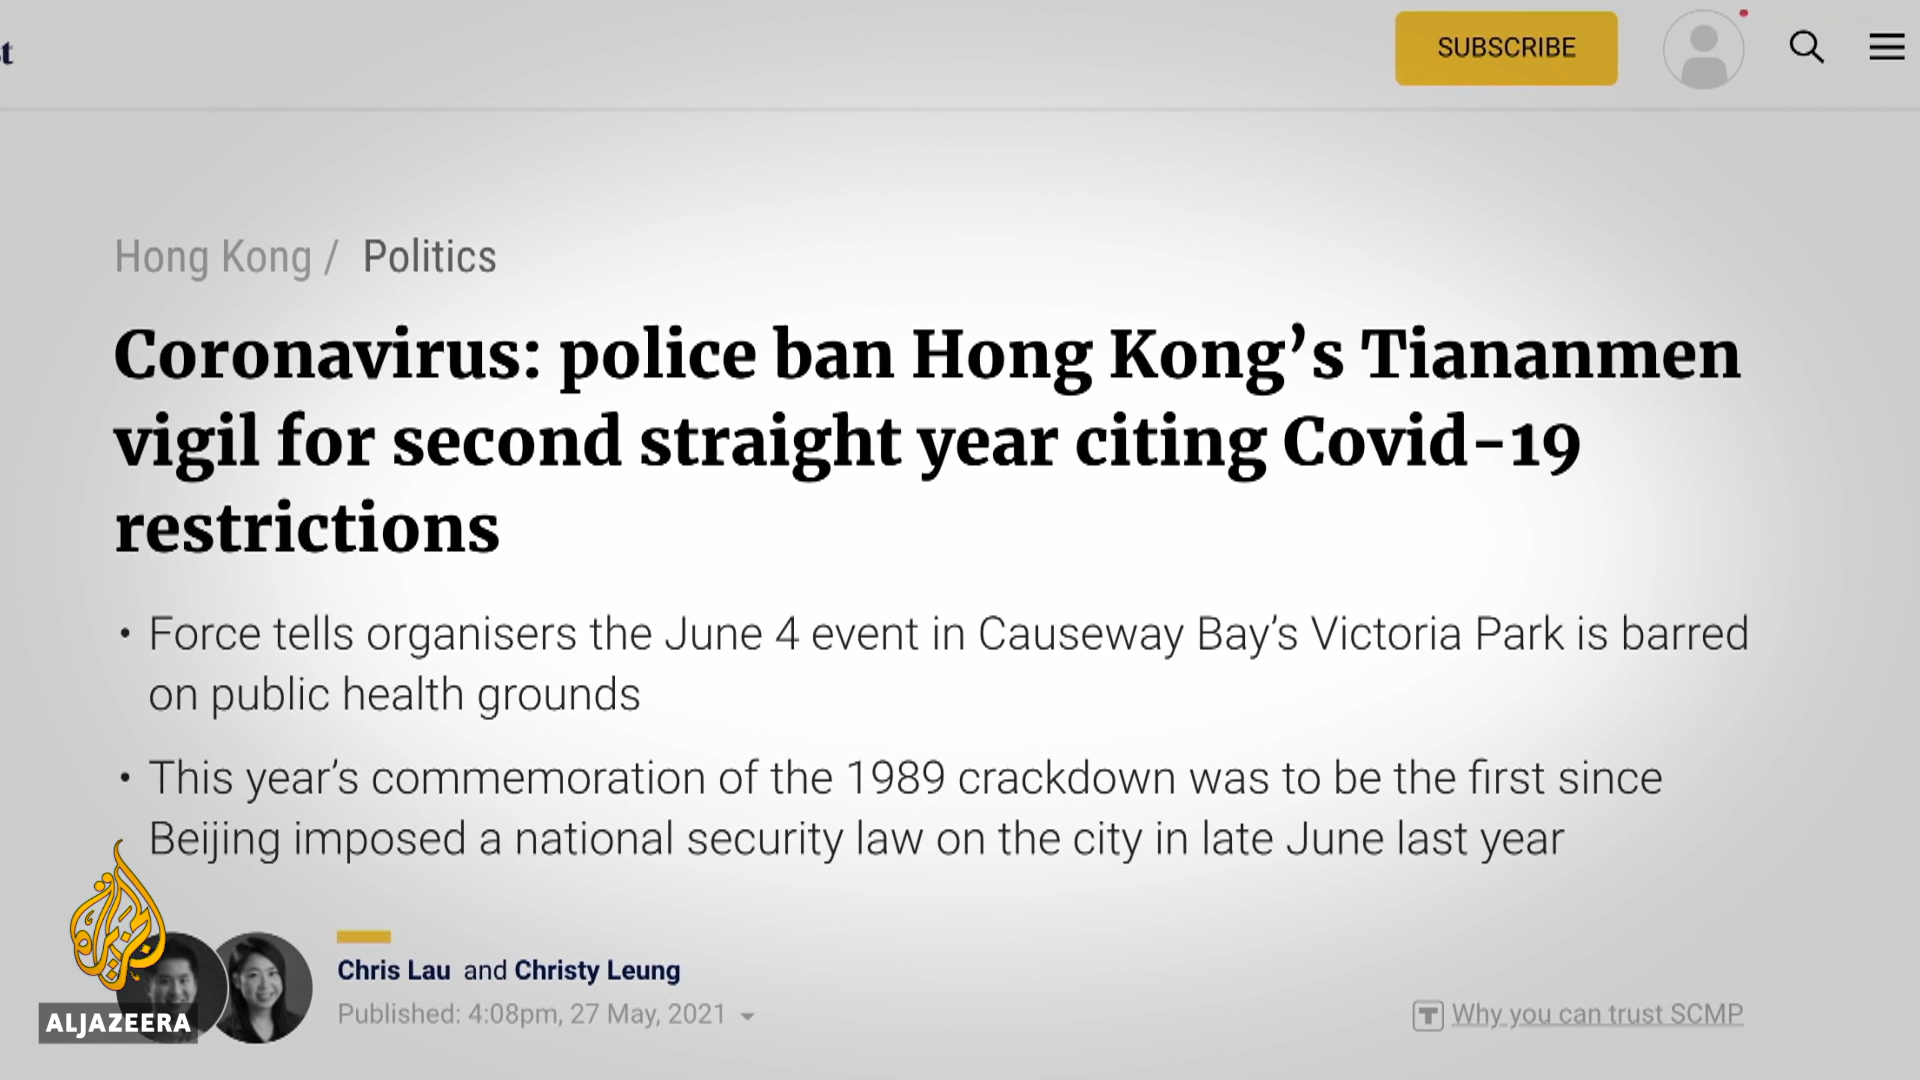 st
SUBSCRIBE
Hong Kong / Politics
Coronavirus: police ban Hong Kong’s Tiananmen
vigil for second straight year citing Covid-19
restrictions
• Force tells organisers the June 4 event in Causeway Bay’s Victoria Park is barred
on public health grounds
• This year’s commemoration of the 1989 crackdown was to be the first since
Beijing imposed a national security law on the city in late June last year
Chris Lau and Christy Leung
Published: 4:08pm, 27 May, 2021
Why you can trust SCMP
الجزيرة
ALJAZEERA